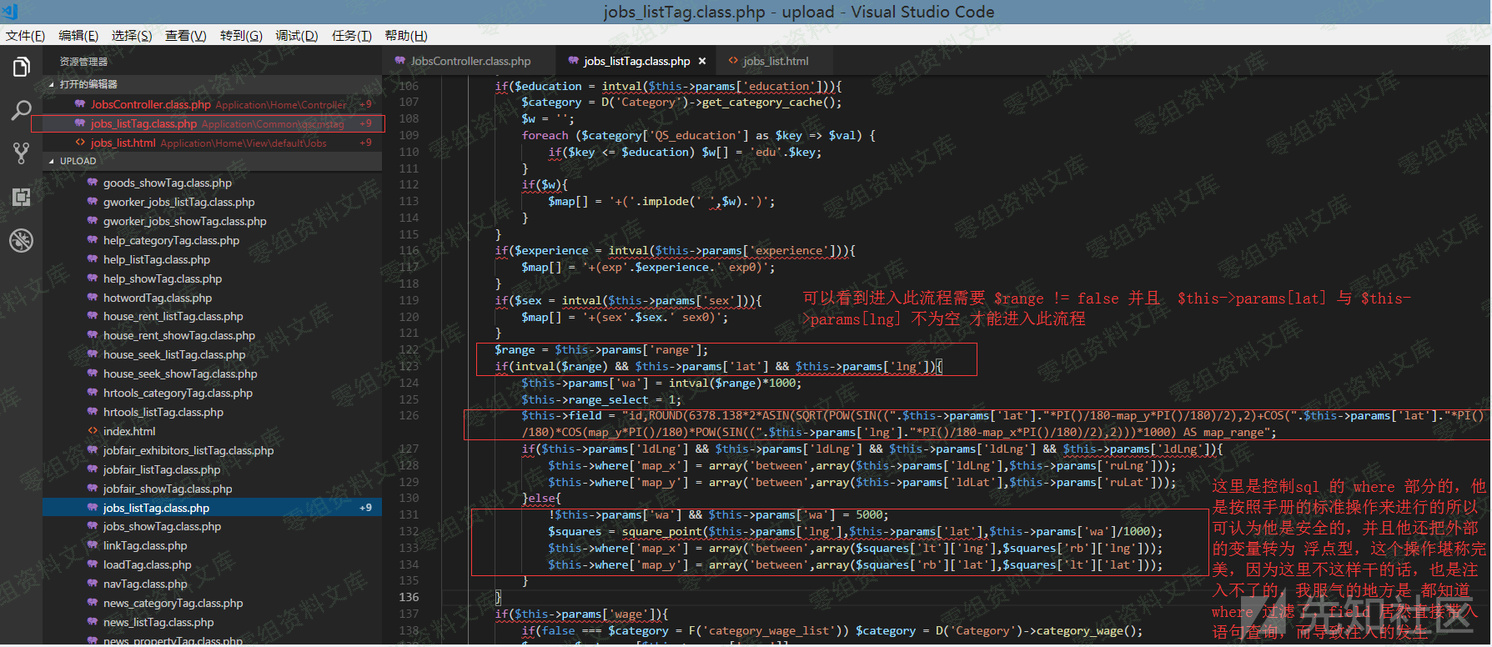 jobs_listTag.class.php - upload - Visual Studio Code
文件(F) 编辑(E) 选择(S) 查看(V) 转到(G) 调试(D) 任务(T) 帮助(H)
资源管理器
打开的编辑器
JobsController.class.php Application\Home\Controller +9
jobs_listTag.class.php Application\Common\qscmstag +9
jobs_list.html Application\Home\View\default\Jobs +9
UPLOAD
goods_showTag.class.php
gworker_jobs_listTag.class.php
gworker_jobs_showTag.class.php
help_categoryTag.class.php
help_listTag.class.php
help_showTag.class.php
hotwordTag.class.php
house_rent_listTag.class.php
house_rent_showTag.class.php
house_seek_listTag.class.php
house_seek_showTag.class.php
hrtools_categoryTag.class.php
hrtools_listTag.class.php
index.html
jobfair_exhibitors_listTag.class.php
jobfair_listTag.class.php
jobfair_showTag.class.php
jobs_listTag.class.php +9
jobs_showTag.class.php
linkTag.class.php
loadTag.class.php
navTag.class.php
news_categoryTag.class.php
news_listTag.class.php
news_propertyTag.class.php
JobsController.class.php jobs_listTag.class.php × jobs_list.html
106 if($education = intval($this->params['education'])){
107 $category = D('Category')->get_category_cache();
108 $w = '';
109 foreach ($category['QS_education'] as $key => $val) {
110 if($key <= $education) $w[] = 'edu'.$key;
111 }
112 if($w){
113 $map[] = '+('.implode(' ',$w).')';
114 }
115 }
116 if($experience = intval($this->params['experience'])){
117 $map[] = '+(exp'.$experience.' exp0)';
118 }
119 if($sex = intval($this->params['sex'])){
120 $map[] = '+(sex'.$sex.' sex0)';
121 }
122 $range = $this->params['range'];
123 if(intval($range) && $this->params['lat'] && $this->params['lng']){
124 $this->params['wa'] = intval($range)*1000;
125 $this->range_select = 1;
126 $this->field = "id,ROUND(6378.138*2*ASIN(SQRT(POW(SIN((".$this->params['lat']."*PI()/180-map_y*PI()/180)/2),2)+COS(".$this->params['lat']."*PI()
/180)*COS(map_y*PI()/180)*POW(SIN((".$this->params['lng']."*PI()/180-map_x*PI()/180)/2),2)))*1000) AS map_range";
127 if($this->params['ldLng'] && $this->params['ldLng'] && $this->params['ldLng'] && $this->params['ldLng']){
128 $this->where['map_x'] = array('between',array($this->params['ldLng'],$this->params['ruLng']));
129 $this->where['map_y'] = array('between',array($this->params['ldLat'],$this->params['ruLat']));
130 }else{
131 !$this->params['wa'] && $this->params['wa'] = 5000;
132 $squares = square_point($this->params['lng'],$this->params['lat'],$this->params['wa']/1000);
133 $this->where['map_x'] = array('between',array($squares['lt']['lng'],$squares['rb']['lng']));
134 $this->where['map_y'] = array('between',array($squares['rb']['lat'],$squares['lt']['lat']));
135 }
136 }
137 if($this->params['wage']){
138 if(false === $category = F('category_wage_list')) $category = D('Category')->category_wage();
可以看到进入此流程需要 $range != false 并且 $this->params[lat] 与 $this-
>params[lng] 不为空 才能进入此流程
这里是控制sql 的 where 部分的, 他
是按照手册的标准操作来进行的所以
可认为他是安全的, 并且他还把外部
的变量转为 浮点型, 这个操作堪称完
美, 因为这里不这样干的话, 也是注
入不了的, 我服气的地方是 都知道
where 过滤了, field 居然直接带入
语句查询, 而导致注入的发生
先知社区
零组资料文库